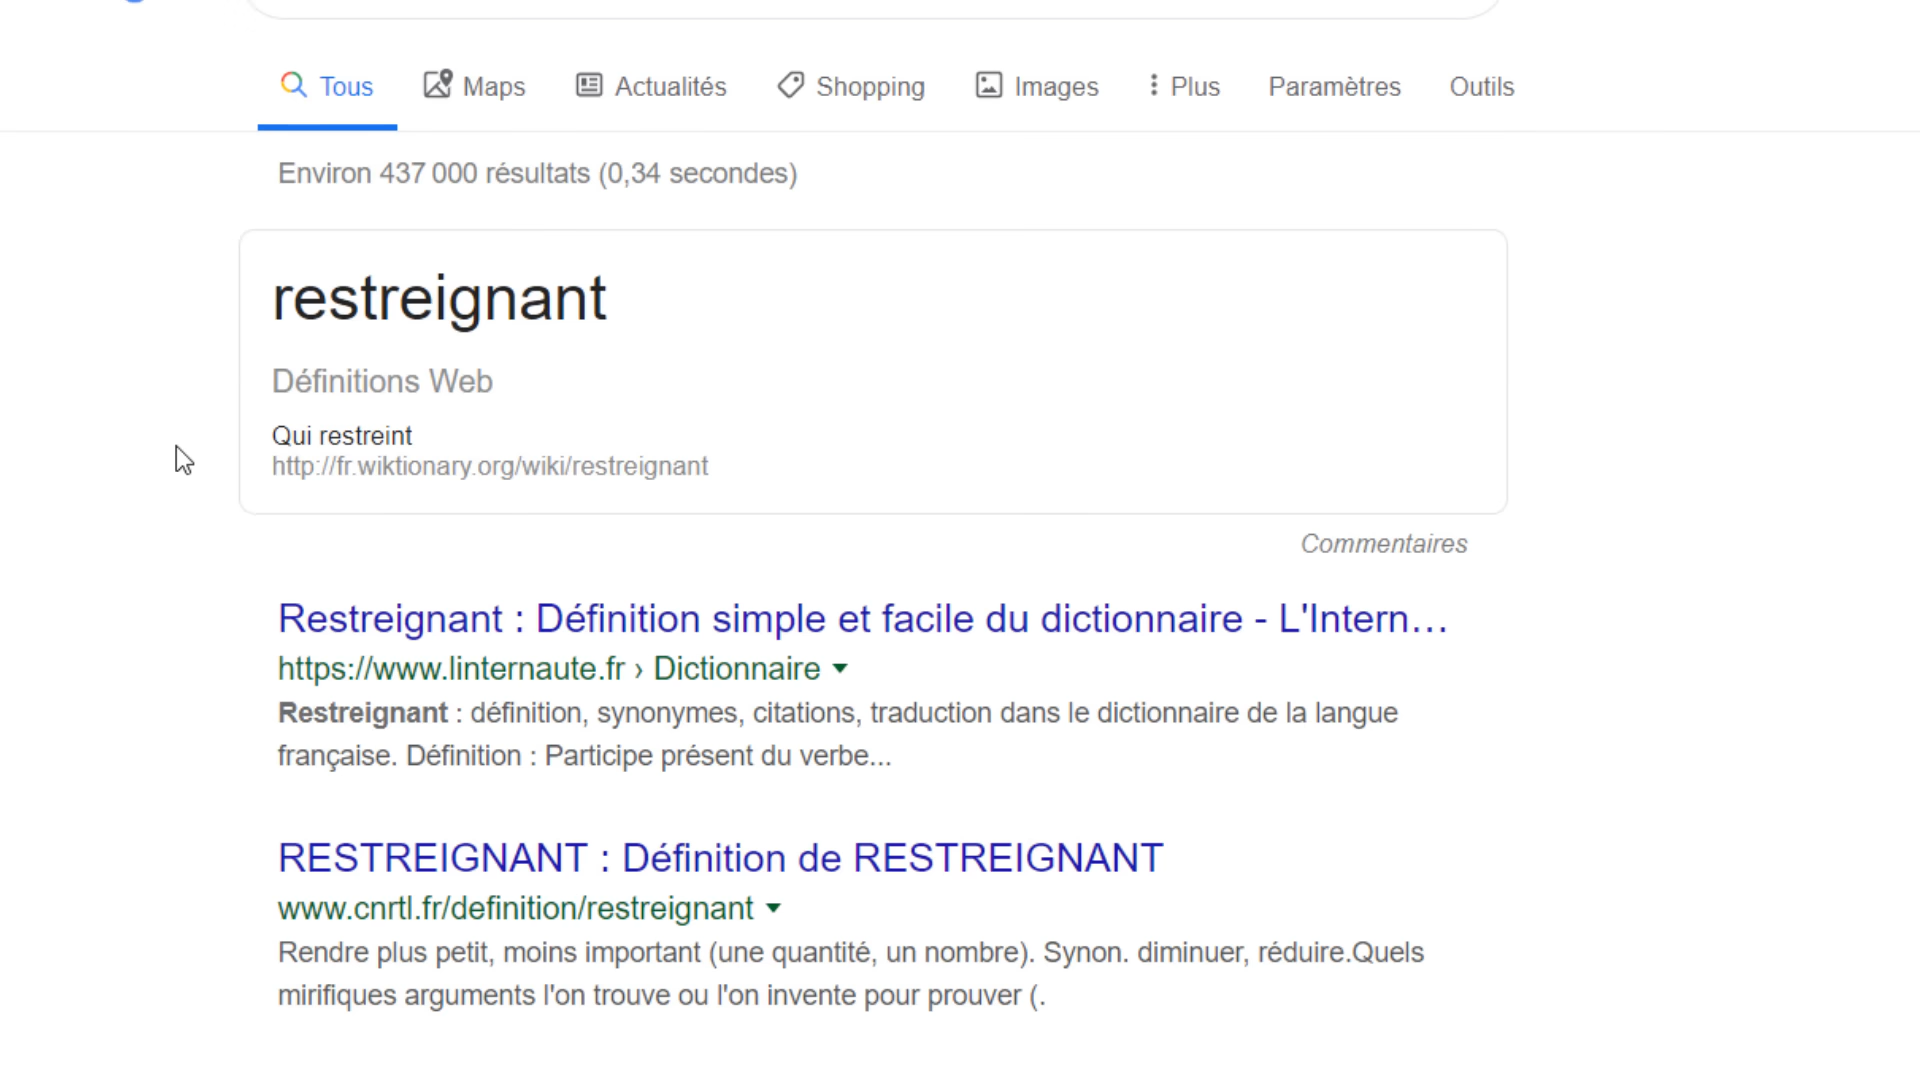 Tous Maps Actualités Shopping Images Plus Paramètres Outils
Environ 437 000 résultats (0,34 secondes)
restreignant
Définitions Web
Qui restreint
http://fr.wiktionary.org/wiki/restreignant
Commentaires
Restreignant : Définition simple et facile du dictionnaire - L'Intern...
https://www.linternaute.fr › Dictionnaire
Restreignant : définition, synonymes, citations, traduction dans le dictionnaire de la langue
française. Définition : Participe présent du verbe...
RESTREIGNANT : Définition de RESTREIGNANT
www.cnrtl.fr/definition/restreignant
Rendre plus petit, moins important (une quantité, un nombre). Synon. diminuer, réduire.Quels
mirifiques arguments l'on trouve ou l'on invente pour prouver (.